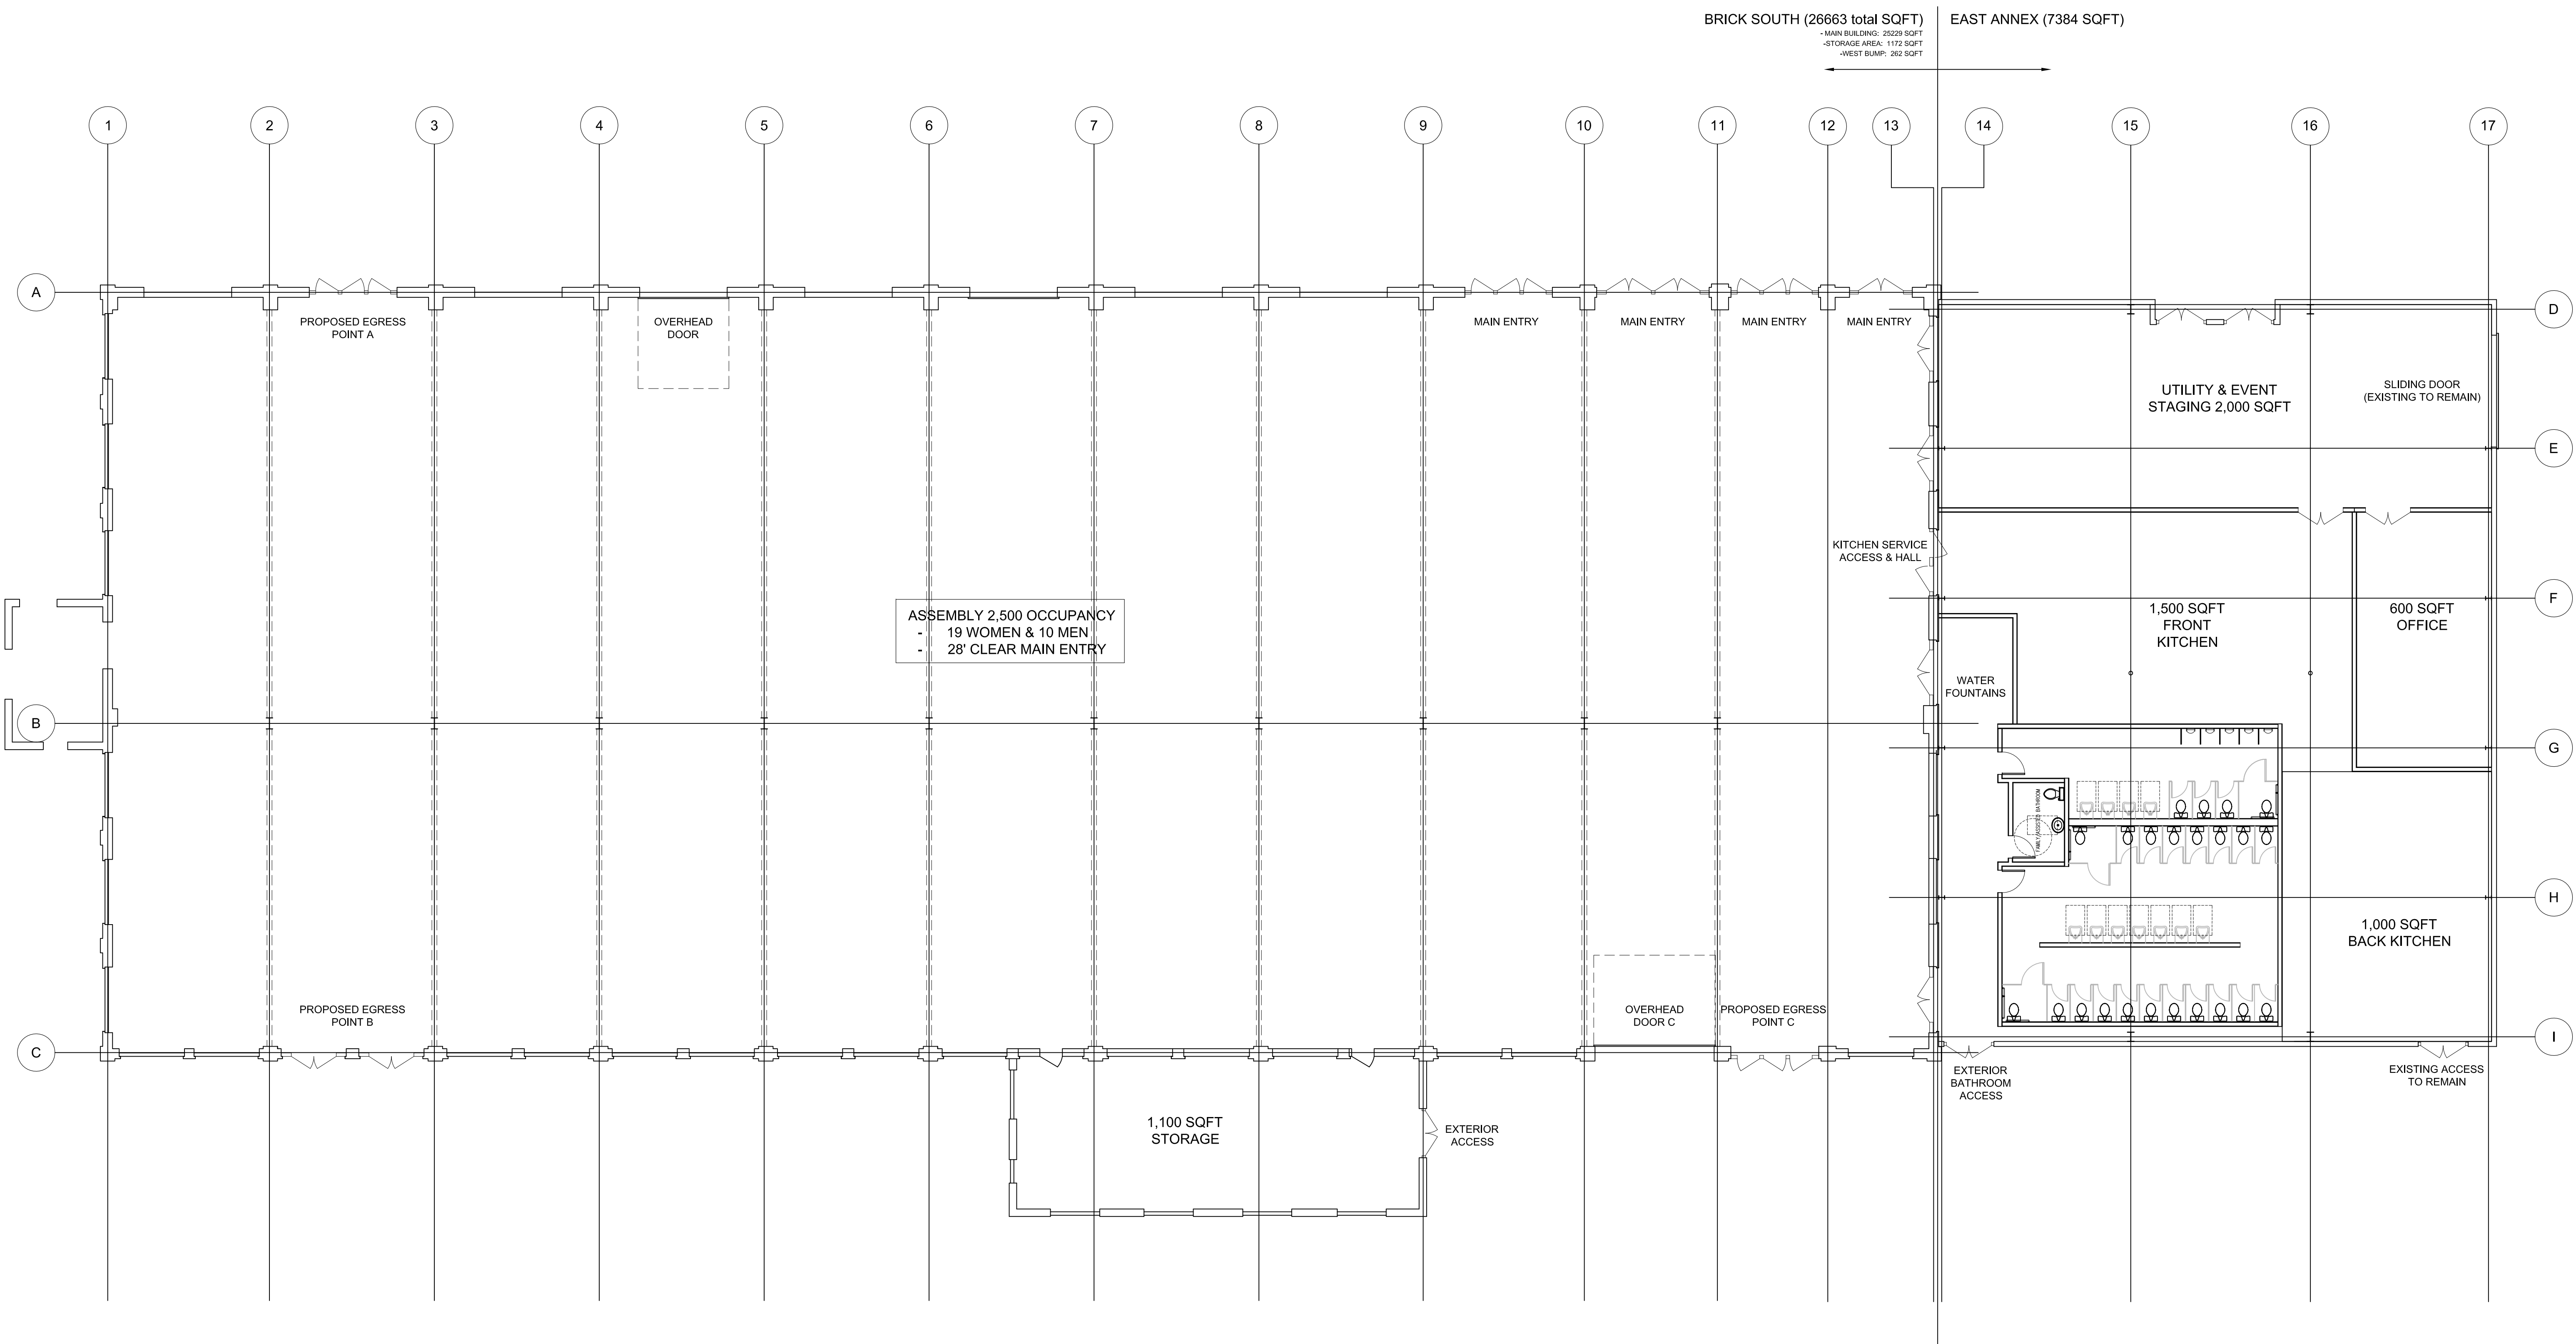 BRICK SOUTH (26663 total SQFT)
- MAIN BUILDING: 25229 SQFT
-STORAGE AREA: 1172 SQFT
-WEST BUMP: 262 SQFT
EAST ANNEX (7384 SQFT)
1
2
3
4
5
6
7
8
9
10
11
12
13
14
15
16
17
A
D
PROPOSED EGRESS
POINT A
OVERHEAD
DOOR
MAIN ENTRY
MAIN ENTRY
MAIN ENTRY
MAIN ENTRY
UTILITY & EVENT
STAGING 2,000 SQFT
SLIDING DOOR
(EXISTING TO REMAIN)
E
KITCHEN SERVICE
ACCESS & HALL
F
ASSEMBLY 2,500 OCCUPANCY
- 19 WOMEN & 10 MEN
- 28' CLEAR MAIN ENTRY
1,500 SQFT
FRONT
KITCHEN
600 SQFT
OFFICE
WATER
FOUNTAINS
B
G
FAMILY/ASSISTED BATHROOM
H
1,000 SQFT
BACK KITCHEN
PROPOSED EGRESS
POINT B
OVERHEAD
DOOR C
PROPOSED EGRESS
POINT C
C
I
EXTERIOR
BATHROOM
ACCESS
EXISTING ACCESS
TO REMAIN
1,100 SQFT
STORAGE
EXTERIOR
ACCESS